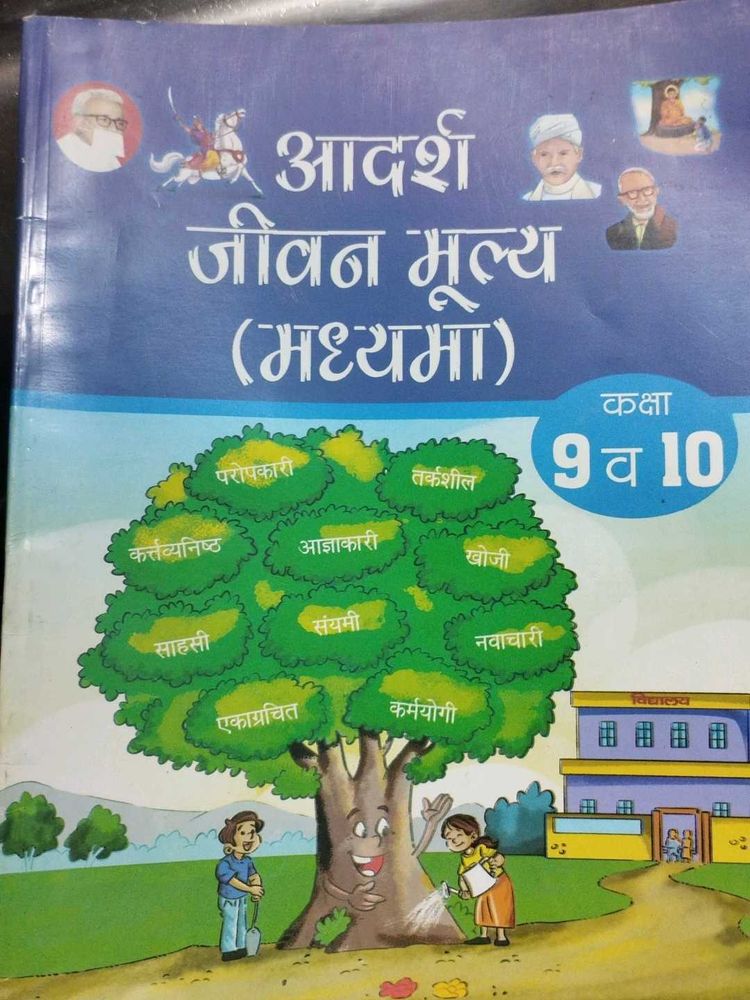 आदर्श
जीवन मूल्य
(मध्यमा)
कक्षा
9 व 10
परोपकारी
तर्कशील
कर्त्तव्यनिष्ठ
आज्ञाकारी
खोजी
साहसी
संयमी
नवाचारी
एकाग्रचित
कर्मयोगी
विद्यालय